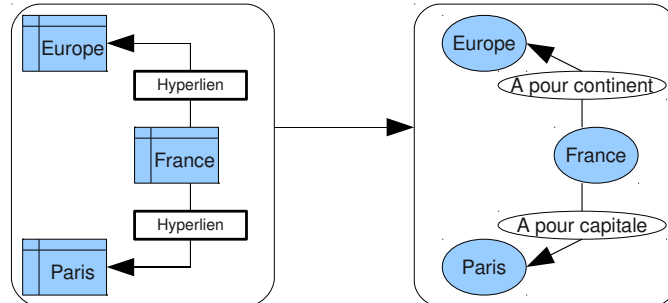 Europe
Hyperlien
France
Hyperlien
Paris
Europe
A pour continent
France
A pour capitale
Paris